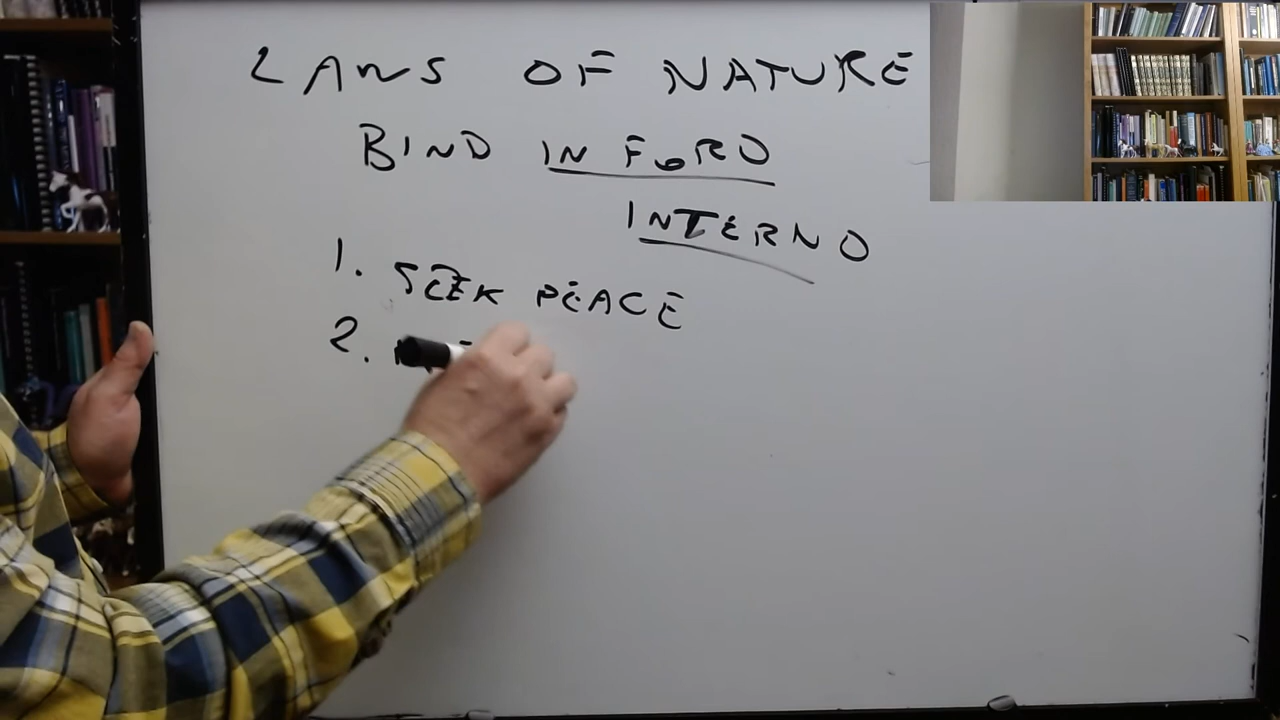 LAWS OF NATURE
BIND IN FORO
INTERNO
1. SEEK PEACE
2.